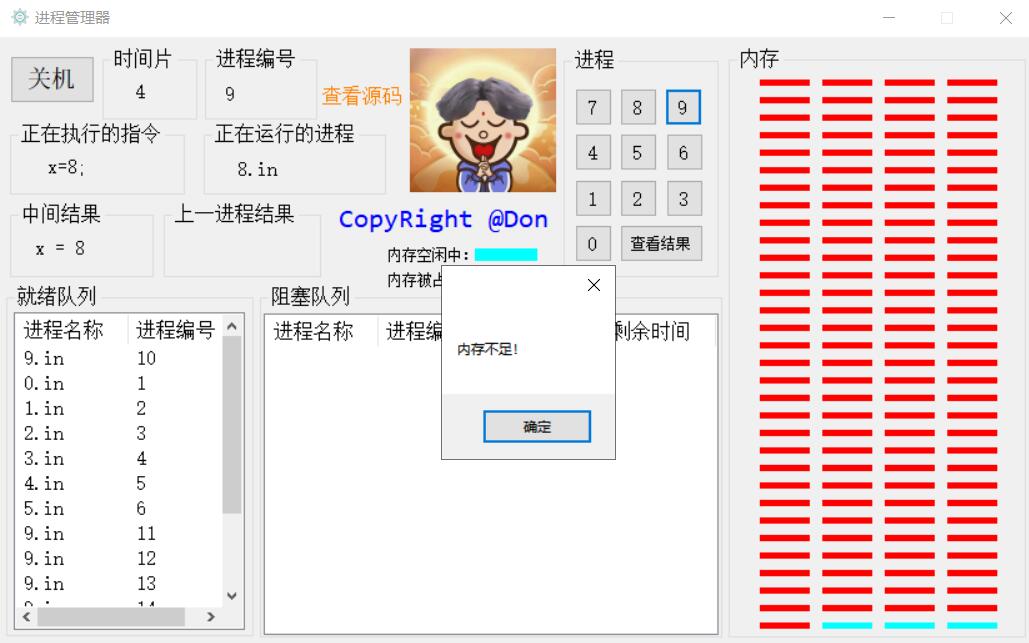 进程管理器
关机
时间片
4
进程编号
9
查看源码
正在执行的指令
x=8;
正在运行的进程
8.in
中间结果
x = 8
上一进程结果
CopyRight @Don
内存空闲中:
内存被占
进程
7 8 9
4 5 6
1 2 3
0 查看结果
内存
就绪队列
进程名称 进程编号
9.in 10
0.in 1
1.in 2
2.in 3
3.in 4
4.in 5
5.in 6
9.in 11
9.in 12
9.in 13
阻塞队列
进程名称 进程编 剩余时间
内存不足!
确定